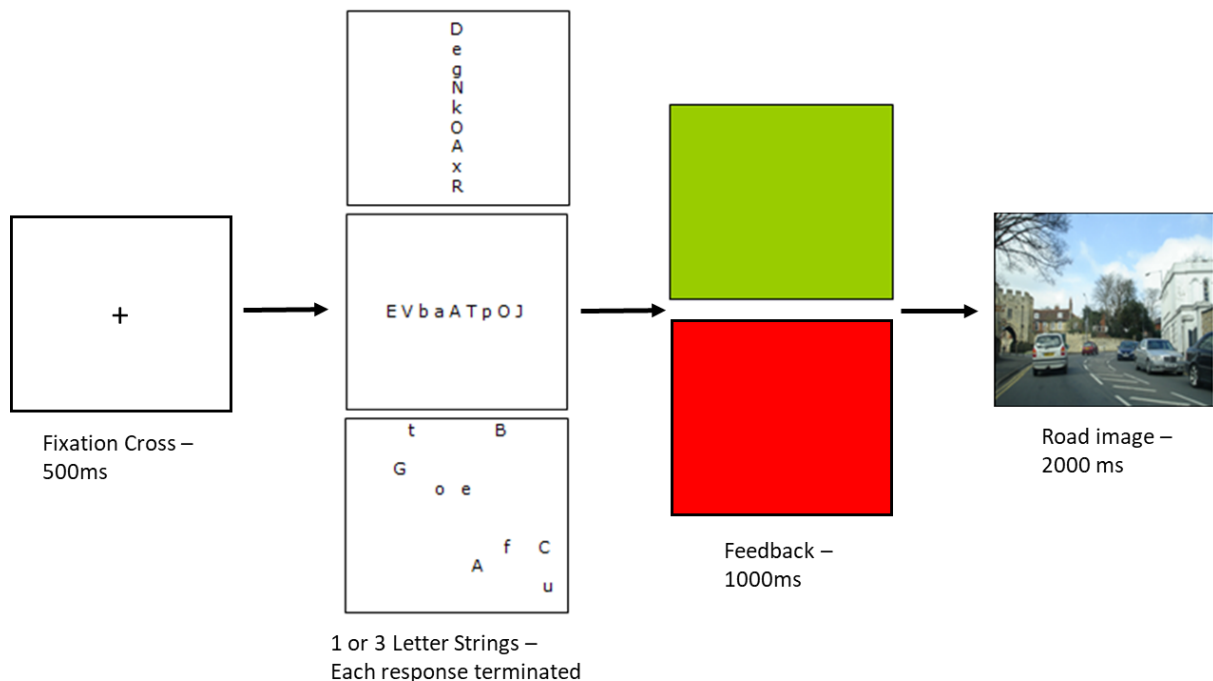 D
e
g
N
k
O
A
x
R
+
E V b a A T p O J
t B
G
o e
f C
A
u
Fixation Cross –
500ms
1 or 3 Letter Strings –
Each response terminated
Feedback –
1000ms
Road image –
2000 ms